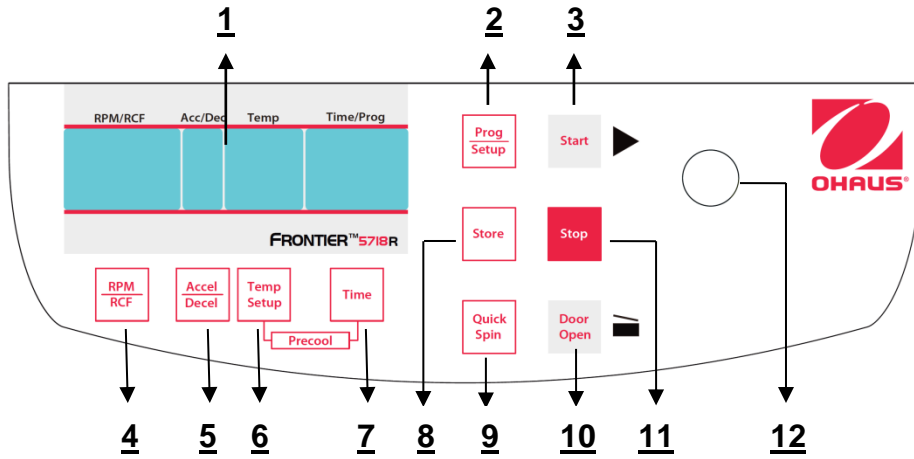 1 2 3
RPM/RCF Acc/Dec Temp Time/Prog
Prog
Setup
Start
OHAUS®
FRONTIER™5718R
Store
Stop
RPM
RCF
Accel
Decel
Temp
Setup
Time
Precool
Quick
Spin
Door
Open
4 5 6 7 8 9 10 11 12